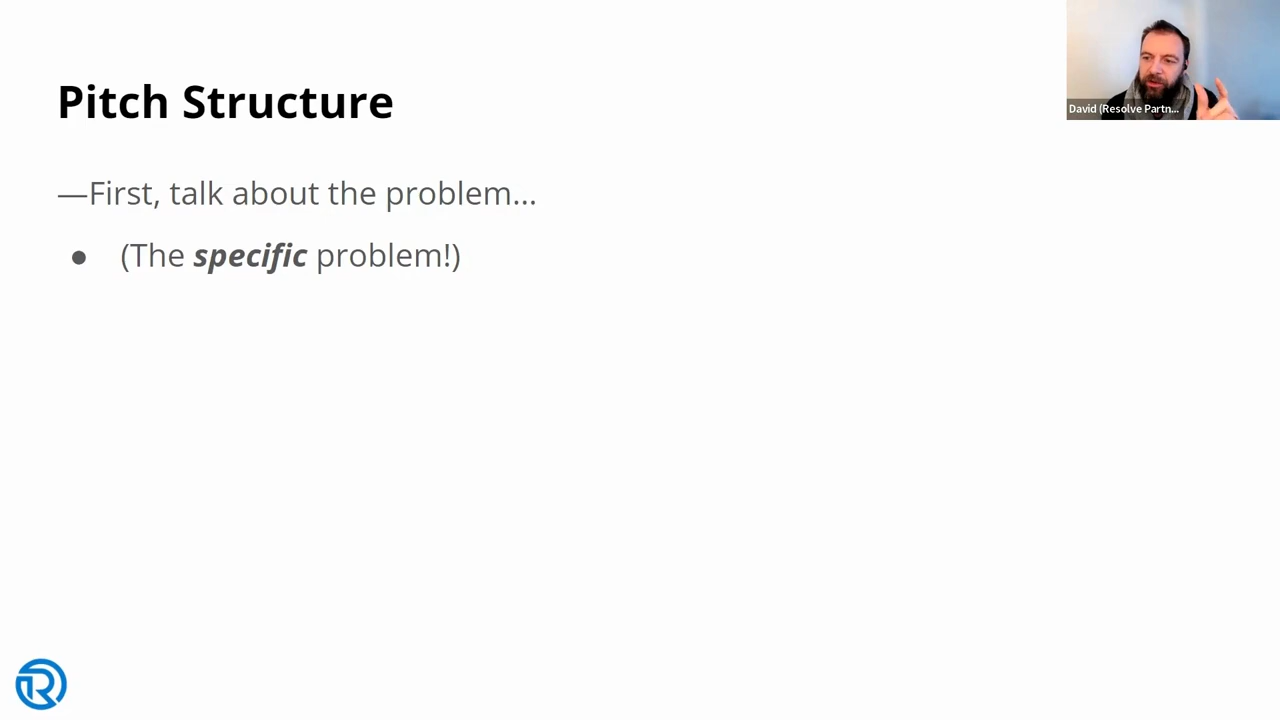 Pitch Structure
David (Resolve Partn...
—First, talk about the problem...
● (The specific problem!)